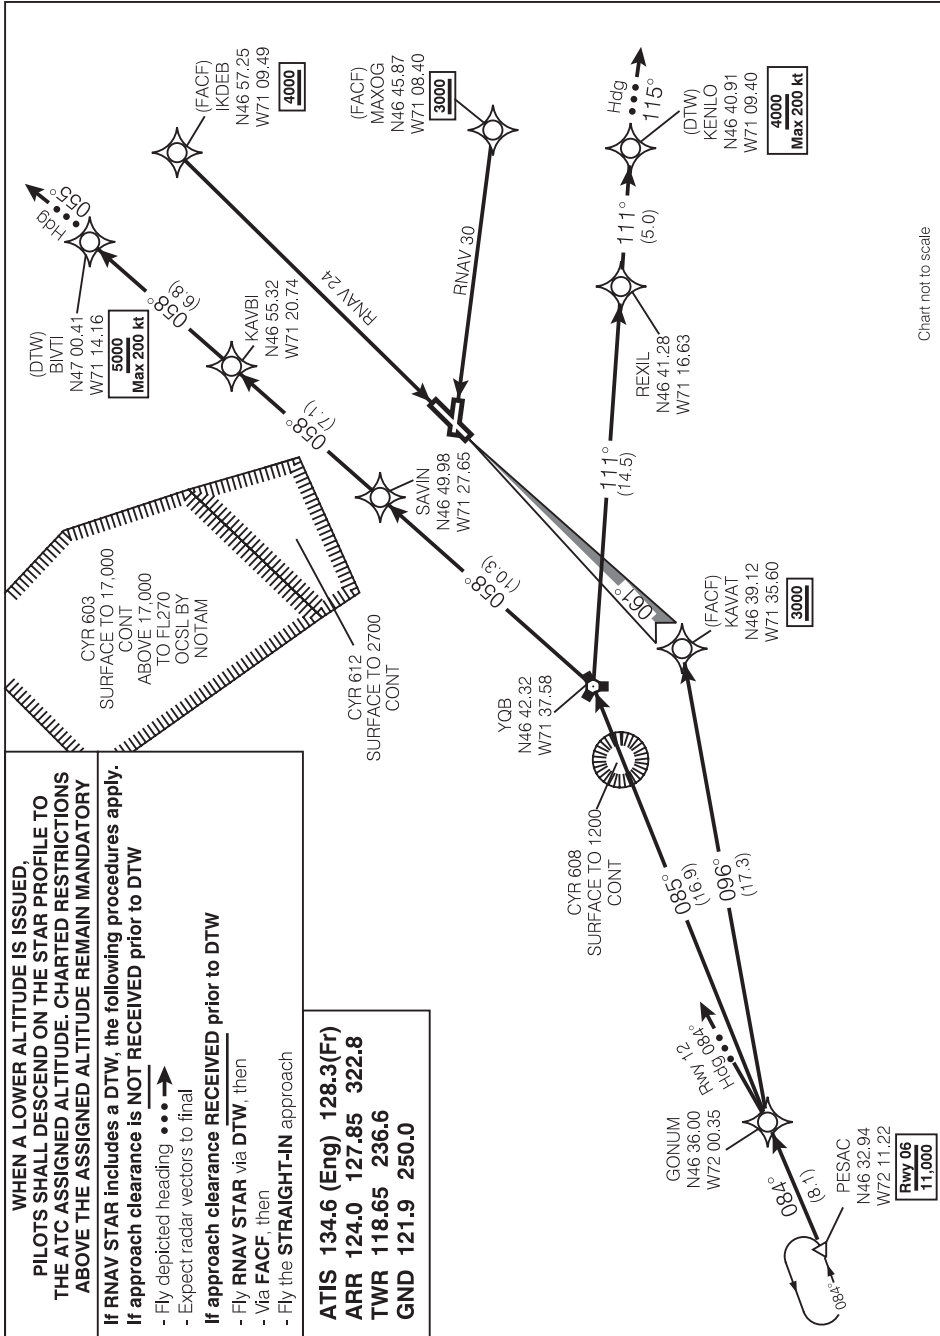 WHEN A LOWER ALTITUDE IS ISSUED,
PILOTS SHALL DESCEND ON THE STAR PROFILE TO
THE ATC ASSIGNED ALTITUDE. CHARTED RESTRICTIONS
ABOVE THE ASSIGNED ALTITUDE REMAIN MANDATORY
If RNAV STAR includes a DTW, the following procedures apply.
If approach clearance is NOT RECEIVED prior to DTW
- Fly depicted heading
- Expect radar vectors to final
If approach clearance RECEIVED prior to DTW
- Fly RNAV STAR via DTW, then
- Via FACF, then
- Fly the STRAIGHT-IN approach
ATIS 134.6 (Eng) 128.3(Fr)
ARR 124.0 127.85 322.8
TWR 118.65 236.6
GND 121.9 250.0
CYR 603
SURFACE TO 17,000
CONT
ABOVE 17,000
TO FL270
OCSL BY
NOTAM
CYR 612
SURFACE TO 2700
CONT
(DTW)
BIVTI
N47 00.41
W71 14.16
5000
Max 200 kt
Hdg
055°
058°
(6.8)
KAVBI
N46 55.32
W71 20.74
058°
(7.1)
SAVIN
N46 49.98
W71 27.65
058°
(10.3)
(FACF)
IKDEB
N46 57.25
W71 09.49
4000
RNAV 24
(FACF)
MAXOG
N46 45.87
W71 08.40
3000
RNAV 30
Hdg
115°
(DTW)
KENLO
N46 40.91
W71 09.40
4000
Max 200 kt
111°
(5.0)
REXIL
N46 41.28
W71 16.63
111°
(14.5)
061°
(FACF)
KAVAT
N46 39.12
W71 35.60
3000
YQB
N46 42.32
W71 37.58
CYR 608
SURFACE TO 1200
CONT
085°
(16.9)
096°
(17.3)
Rwy 12
Hdg 084°
GONUM
N46 36.00
W72 00.35
084°
(8.1)
PESAC
N46 32.94
W72 11.22
Rwy 06
11,000
084°
Chart not to scale